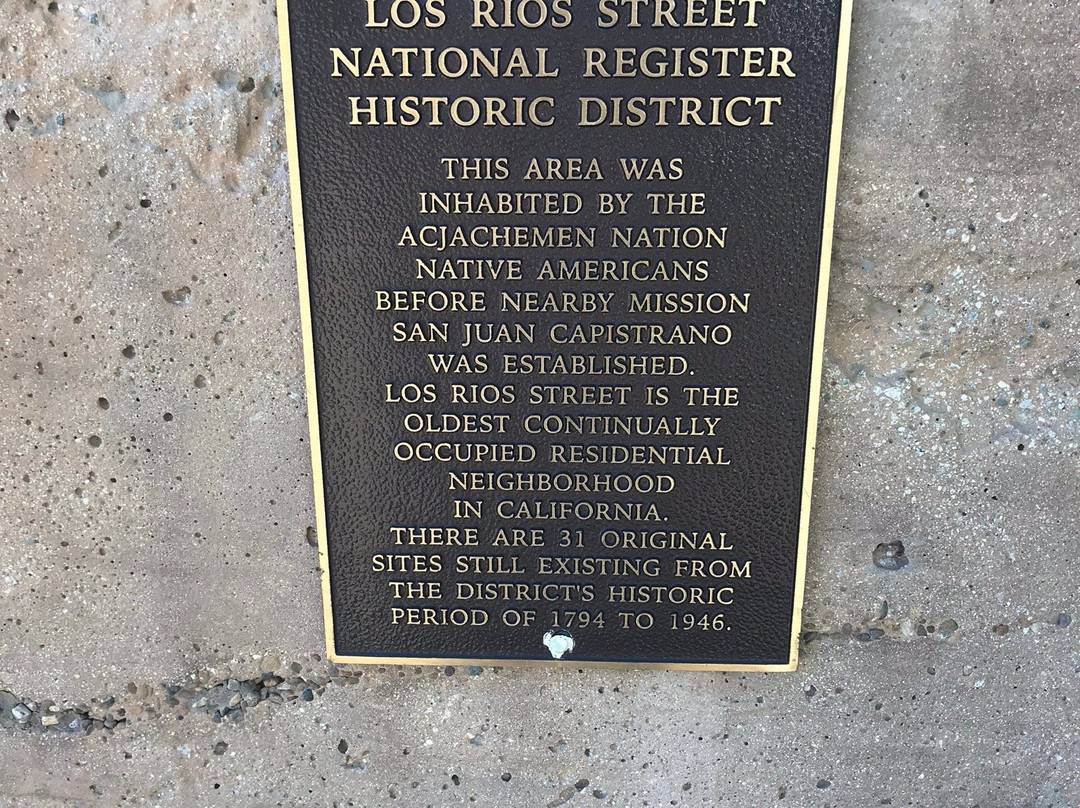 LOS RIOS STREET
NATIONAL REGISTER
HISTORIC DISTRICT
THIS AREA WAS
INHABITED BY THE
ACJACHEMEN NATION
NATIVE AMERICANS
BEFORE NEARBY MISSION
SAN JUAN CAPISTRANO
WAS ESTABLISHED.
LOS RIOS STREET IS THE
OLDEST CONTINUALLY
OCCUPIED RESIDENTIAL
NEIGHBORHOOD
IN CALIFORNIA.
THERE ARE 31 ORIGINAL
SITES STILL EXISTING FROM
THE DISTRICT'S HISTORIC
PERIOD OF 1794 TO 1946.